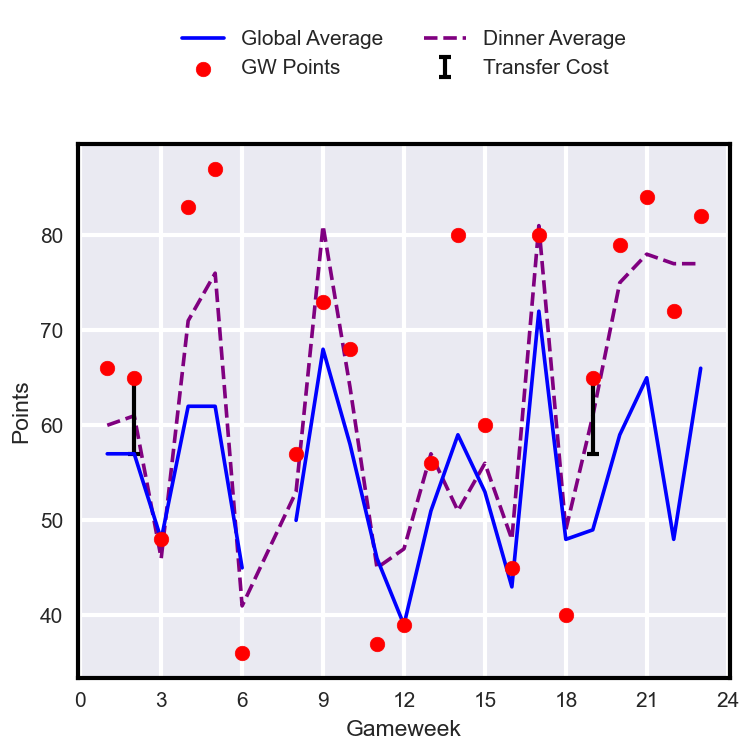 Global Average
Dinner Average
GW Points
Transfer Cost
80
70
60
50
40
Points
0 3 6 9 12 15 18 21 24
Gameweek